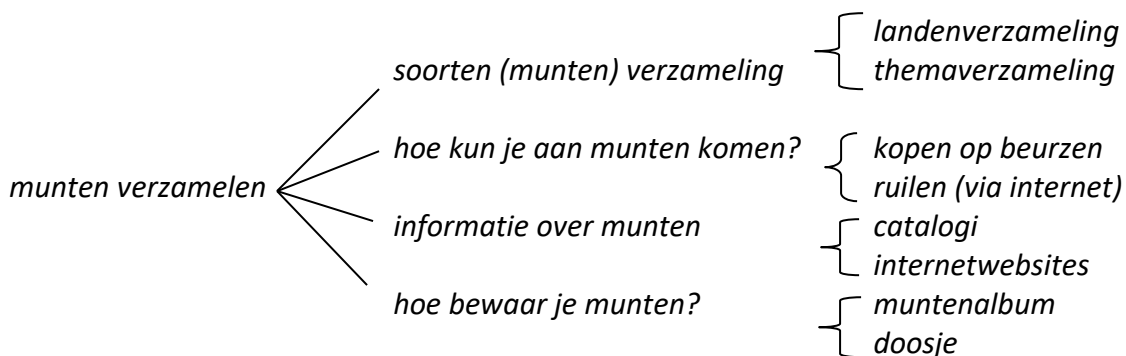 munten verzamelen
soorten (munten) verzameling
landenverzameling
themaverzameling
hoe kun je aan munten komen?
kopen op beurzen
ruilen (via internet)
informatie over munten
catalogi
internetwebsites
hoe bewaar je munten?
muntenalbum
doosje